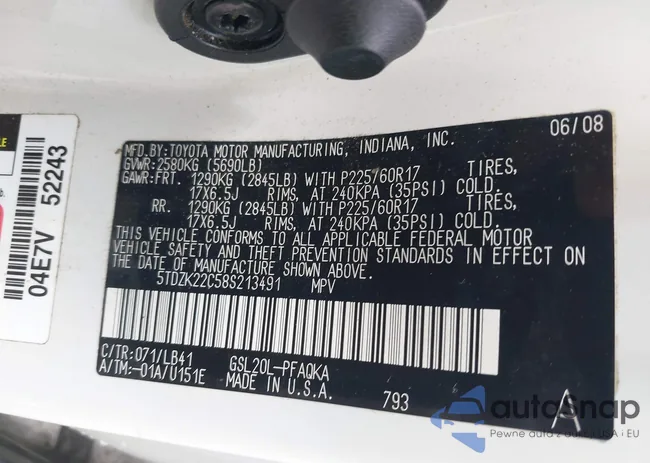 MFD.BY:TOYOTA MOTOR MANUFACTURING, INDIANA, INC. 06/08
GVWR:2580KG (5690LB)
GAWR:FRT. 1290KG (2845LB) WITH P225/60R17 TIRES,
17X6.5J RIMS, AT 240KPA (35PSI) COLD.
RR. 1290KG (2845LB) WITH P225/60R17 TIRES,
17X6.5J RIMS, AT 240KPA (35PSI) COLD.
THIS VEHICLE CONFORMS TO ALL APPLICABLE FEDERAL MOTOR
VEHICLE SAFETY AND THEFT PREVENTION STANDARDS IN EFFECT ON
THE DATE OF MANUFACTURE SHOWN ABOVE.
5TDZK22C58S213491 MPV
C/TR:071/LB41 GSL20L-PFAQKA
A/TM:-01A/U151E MADE IN U.S.A. 793 A
04E7V 52243
autoSnap
Pewne auta z USA i EU